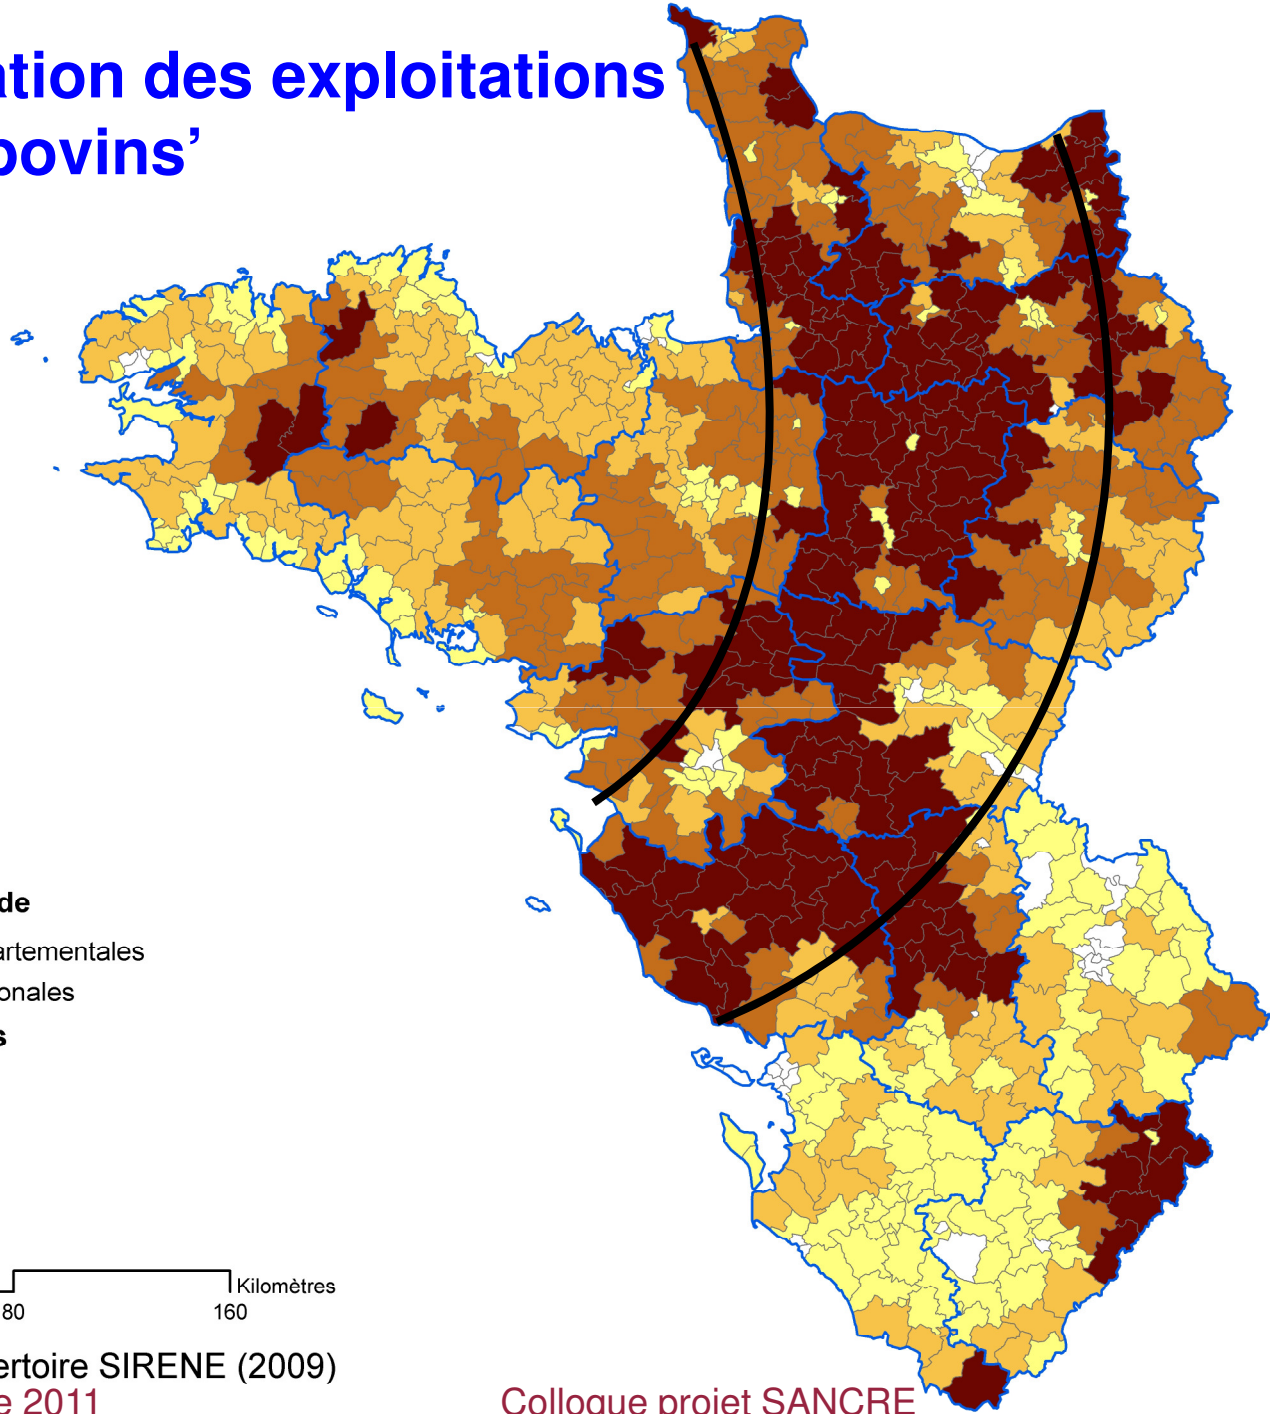 ation des exploitations
bovins’
de
artementales
onales
s
Kilomètres
80 160
ertoire SIRENE (2009)
e 2011
Colloque projet SANCRE